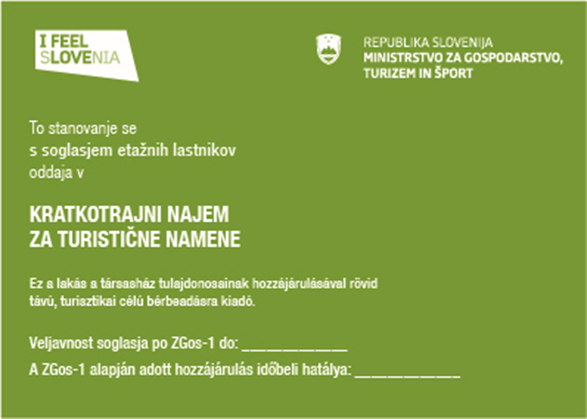 I FEEL
SLOVENIA
REPUBLIKA SLOVENIJA
MINISTRSTVO ZA GOSPODARSTVO,
TURIZEM IN ŠPORT
To stanovanje se
s soglasjem etažnih lastnikov
oddaja v
KRATKOTRAJNI NAJEM
ZA TURISTIČNE NAMENE
Ez a lakás a társasház tulajdonosainak hozzájárulásával rövid
távú, turisztikai célú bérbeadásra kiadó.
Veljavnost soglasja po ZGos-1 do: _____________
A ZGos-1 alapján adott hozzájárulás időbeli hatálya: _____________